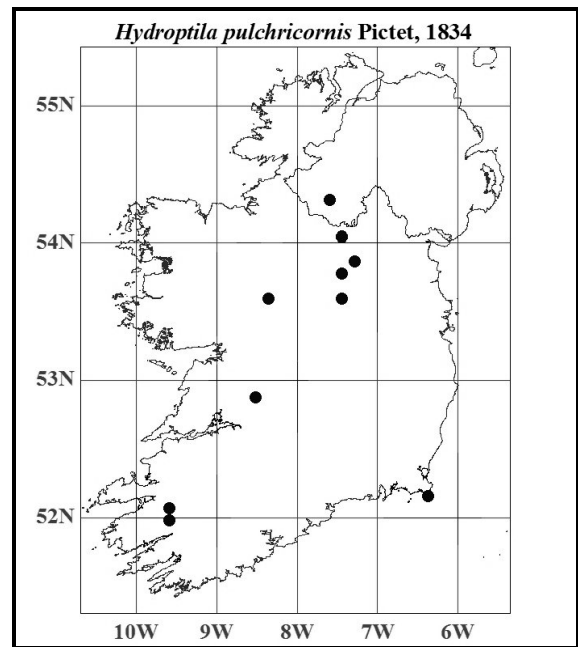 Hydroptila pulchricornis Pictet, 1834
55N
54N
53N
52N
10W 9W 8W 7W 6W